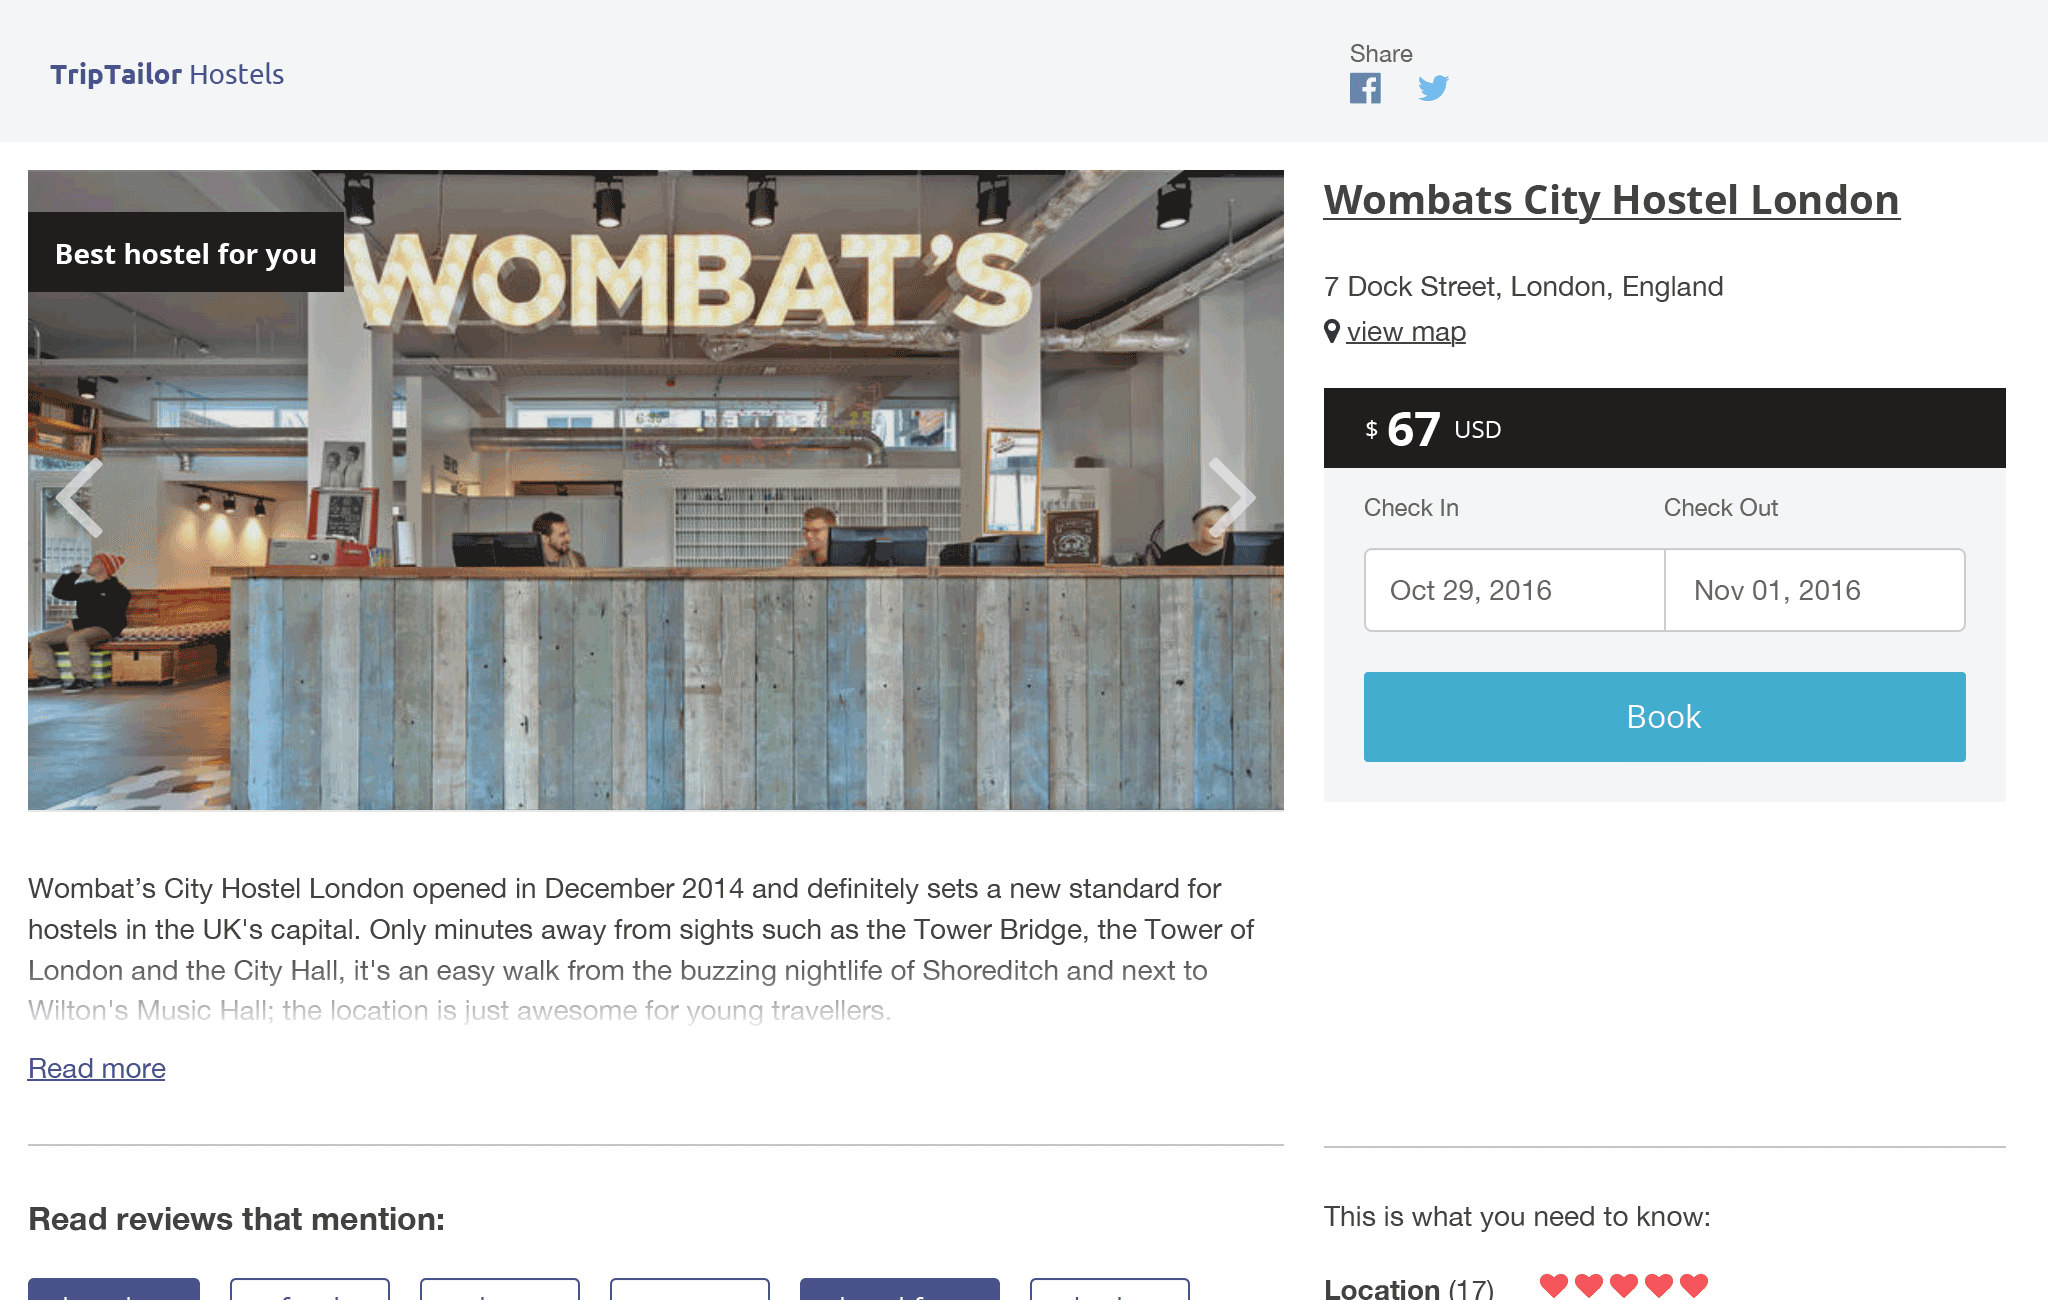 TripTailor Hostels
Share
Best hostel for you
WOMBAT'S
Wombats City Hostel London
7 Dock Street, London, England
view map
$ 67 USD
Check In
Check Out
Oct 29, 2016
Nov 01, 2016
Book
Wombat’s City Hostel London opened in December 2014 and definitely sets a new standard for
hostels in the UK's capital. Only minutes away from sights such as the Tower Bridge, the Tower of
London and the City Hall, it's an easy walk from the buzzing nightlife of Shoreditch and next to
Wilton's Music Hall; the location is just awesome for young travellers.
Read more
Read reviews that mention:
This is what you need to know:
Location (17)